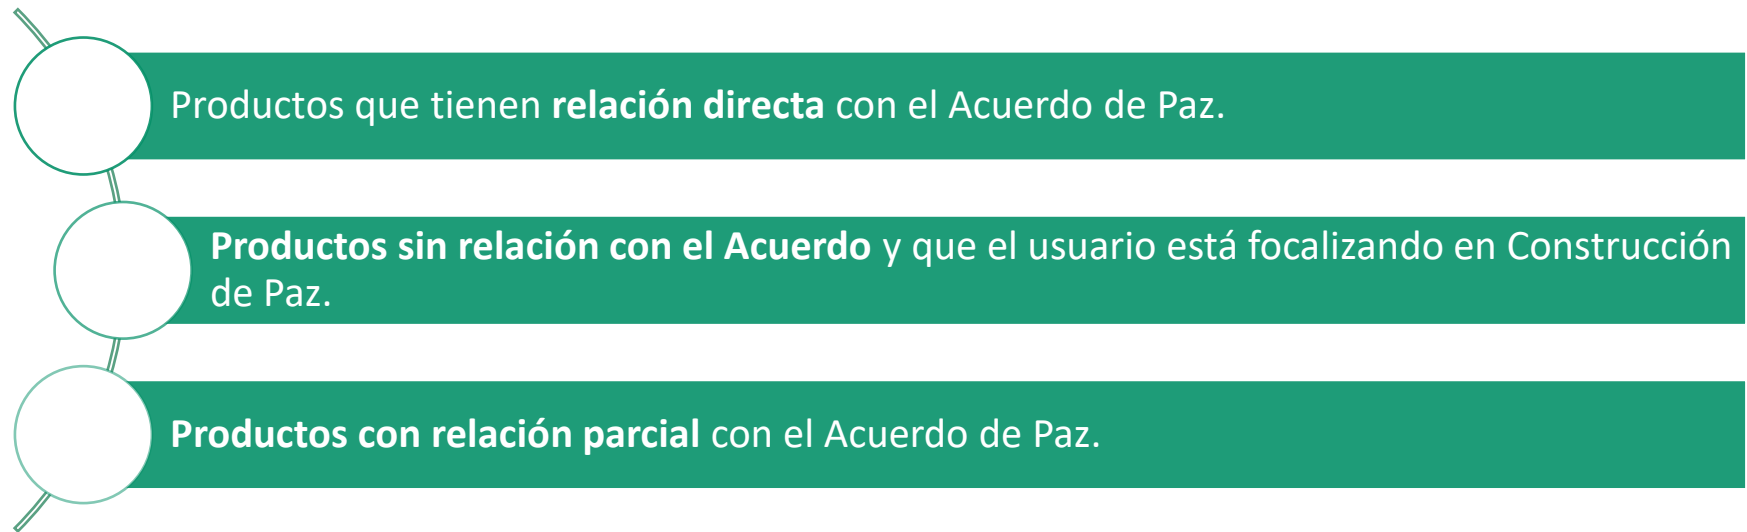 Productos que tienen relación directa con el Acuerdo de Paz.
Productos sin relación con el Acuerdo y que el usuario está focalizando en Construcción
de Paz.
Productos con relación parcial con el Acuerdo de Paz.